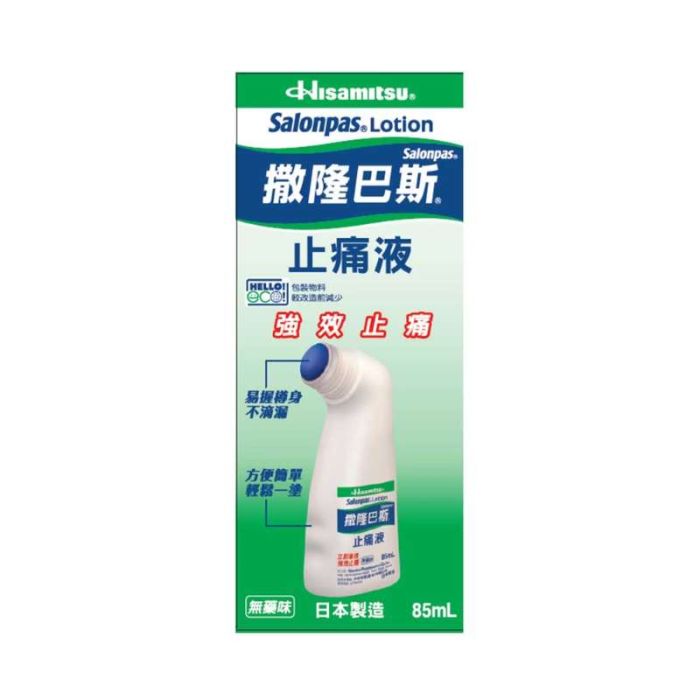 Hisamitsu®
Salonpas® Lotion
Salonpas®
撒隆巴斯®
止痛液
HELLO!
eco!
包裝物料
較改造前減少
強效止痛
易握樽身
不滴漏
方便簡單
輕鬆一塗
Hisamitsu
Salonpas Lotion
撒隆巴斯
止痛液
85mL
無藥味
日本製造
85mL